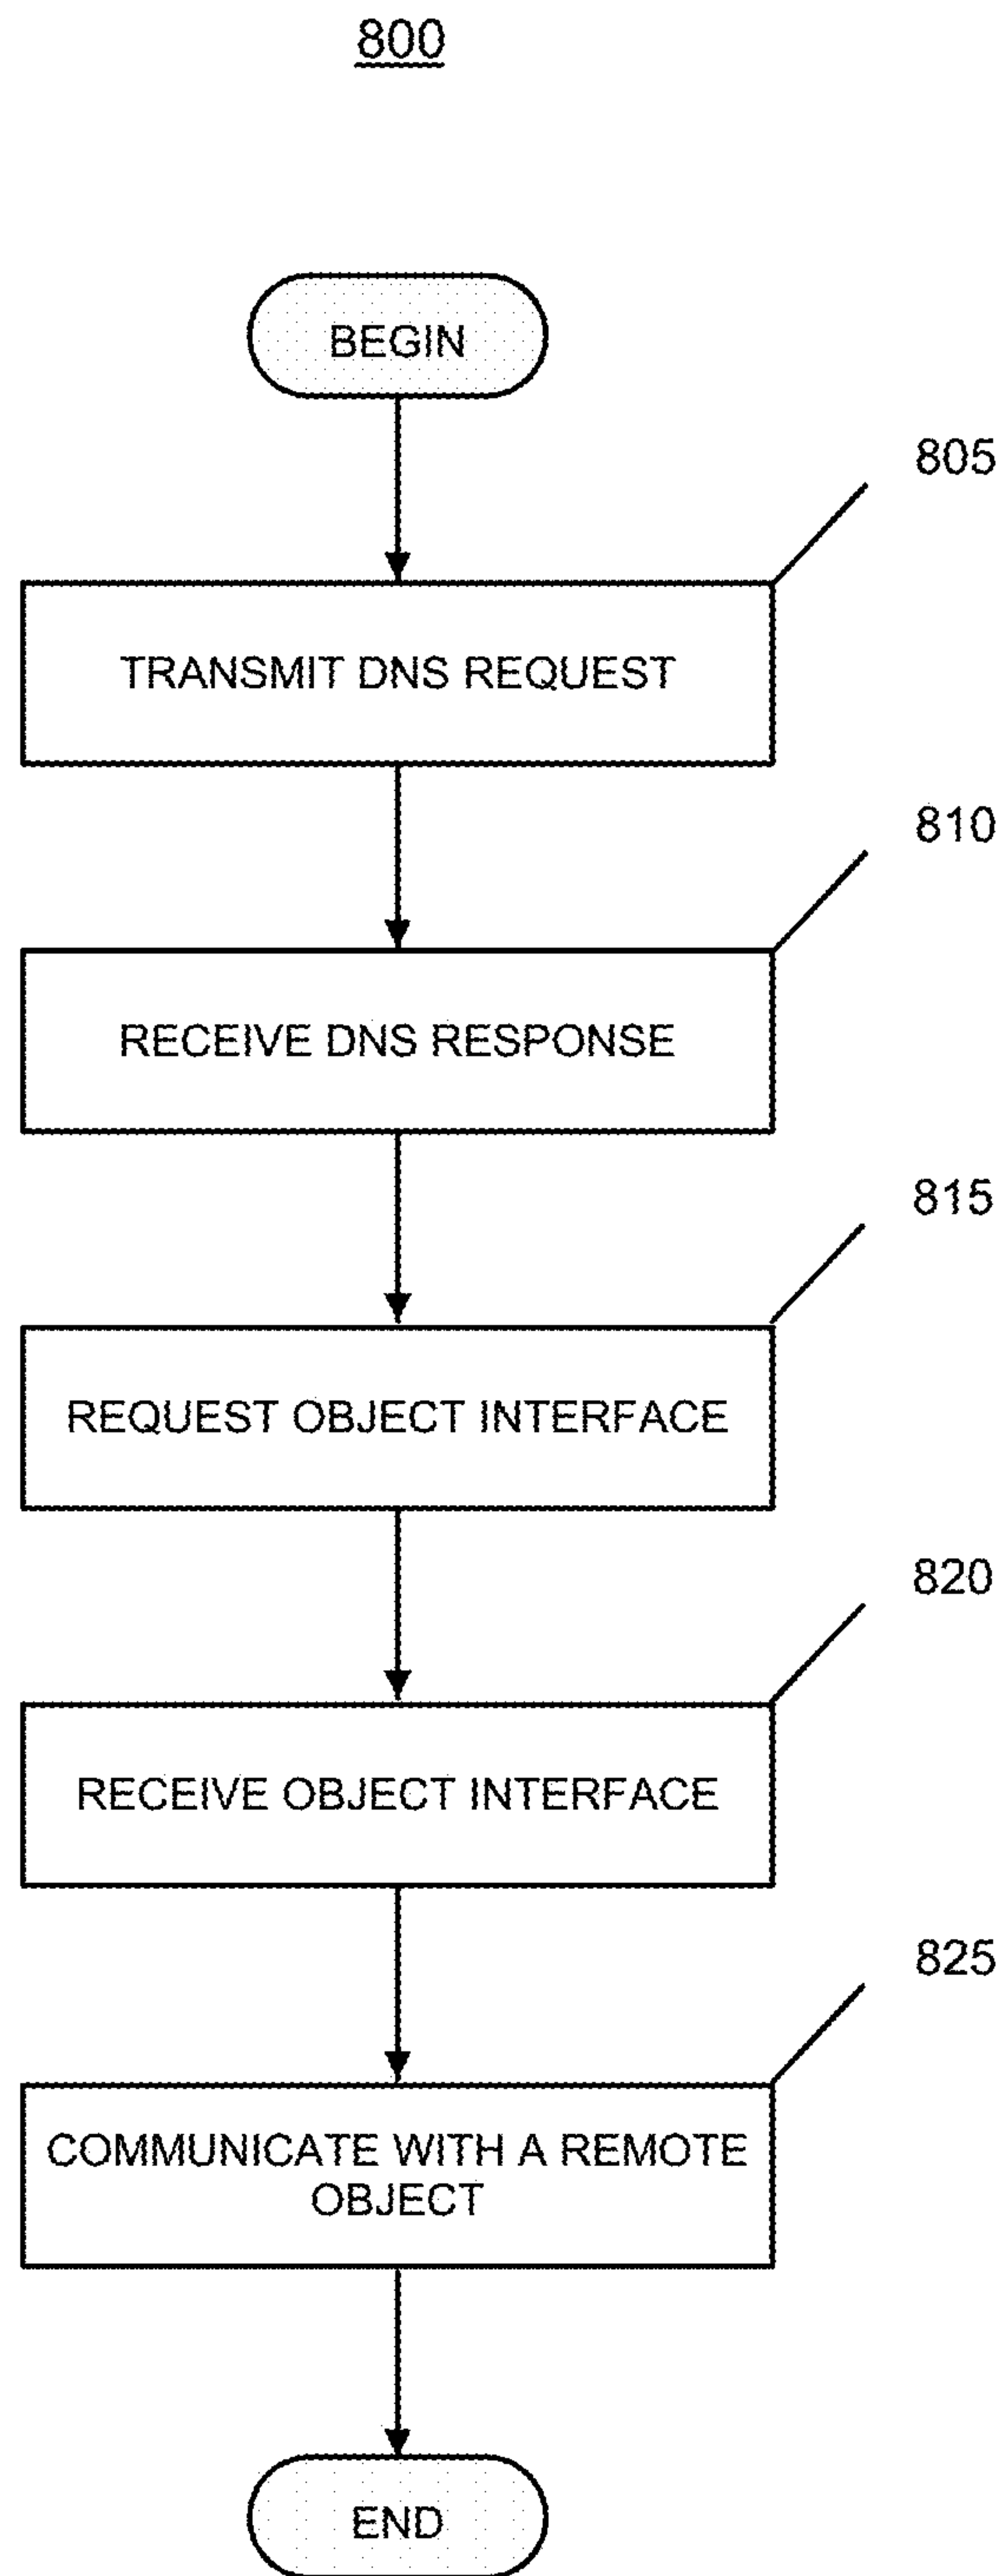 800
BEGIN
805
TRANSMIT DNS REQUEST
810
RECEIVE DNS RESPONSE
815
REQUEST OBJECT INTERFACE
820
RECEIVE OBJECT INTERFACE
825
COMMUNICATE WITH A REMOTE
OBJECT
END